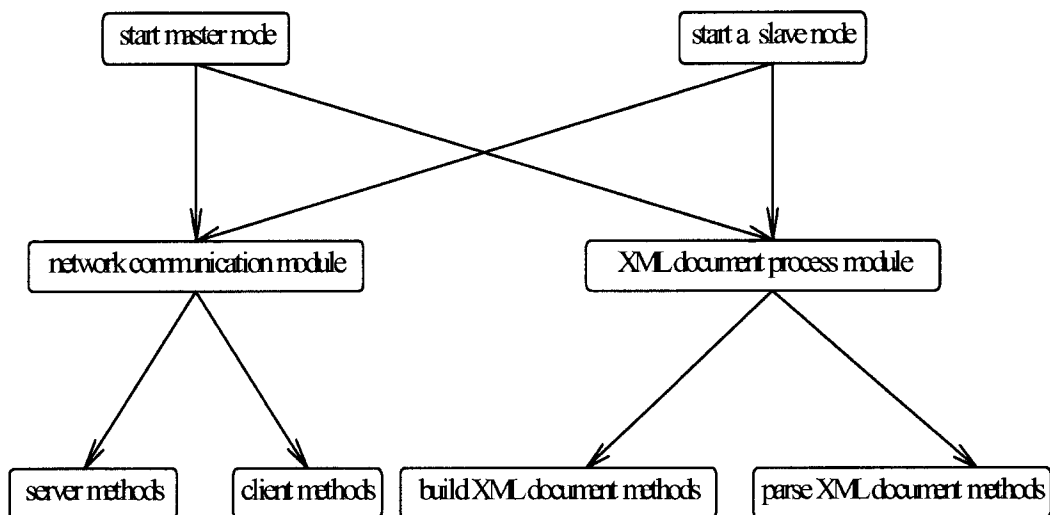 start master node
start a slave node
network communication module
XML document process module
server methods
client methods
build XML document methods
parse XML document methods